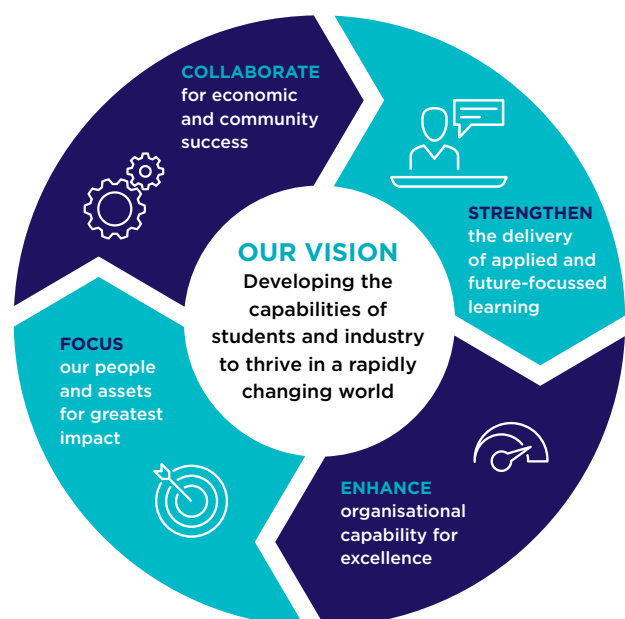 COLLABORATE
for economic
and community
success
STRENGTHEN
the delivery
of applied and
future-focussed
learning
OUR VISION
Developing the
capabilities of
students and industry
to thrive in a rapidly
changing world
FOCUS
our people
and assets
for greatest
impact
ENHANCE
organisational
capability for
excellence